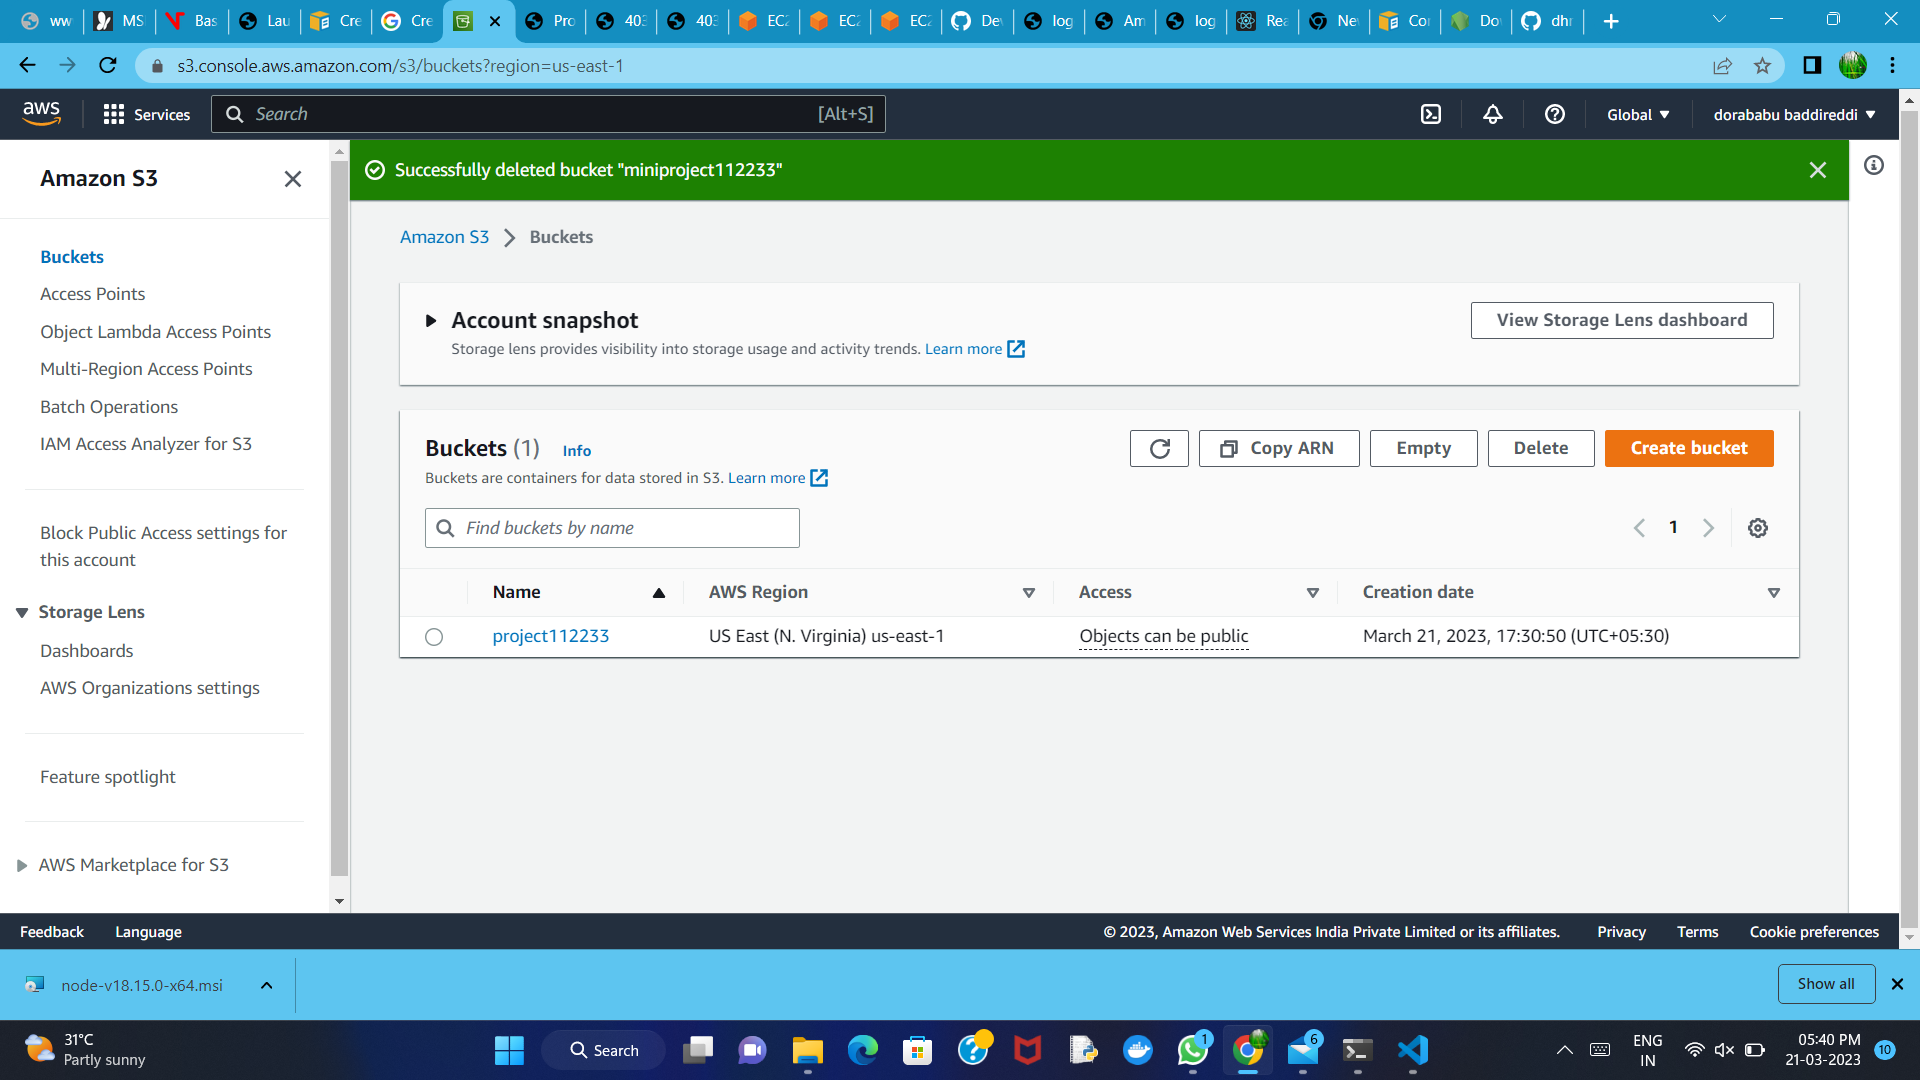 ww
MS
Bas
Lau
Cre
Cre
Pro
403
403
EC2
EC2
EC2
De
log
Am
log
Rea
Nev
Cor
Do
dhr
s3.console.aws.amazon.com/s3/buckets?region=us-east-1
aws
Services
Search
[Alt+S]
Global
dorababu baddireddi
Amazon S3
Buckets
Access Points
Object Lambda Access Points
Multi-Region Access Points
Batch Operations
IAM Access Analyzer for S3
Block Public Access settings for
this account
Storage Lens
Dashboards
AWS Organizations settings
Feature spotlight
AWS Marketplace for S3
Successfully deleted bucket "miniproject112233"
Amazon S3 > Buckets
Account snapshot
Storage lens provides visibility into storage usage and activity trends. Learn more
View Storage Lens dashboard
Buckets (1) Info
Buckets are containers for data stored in S3. Learn more
Copy ARN
Empty
Delete
Create bucket
Find buckets by name
1
Name
AWS Region
Access
Creation date
project112233
US East (N. Virginia) us-east-1
Objects can be public
March 21, 2023, 17:30:50 (UTC+05:30)
Feedback
Language
© 2023, Amazon Web Services India Private Limited or its affiliates.
Privacy
Terms
Cookie preferences
node-v18.15.0-x64.msi
Show all
31°C
Partly sunny
Search
1
6
ENG
IN
05:40 PM
21-03-2023
10